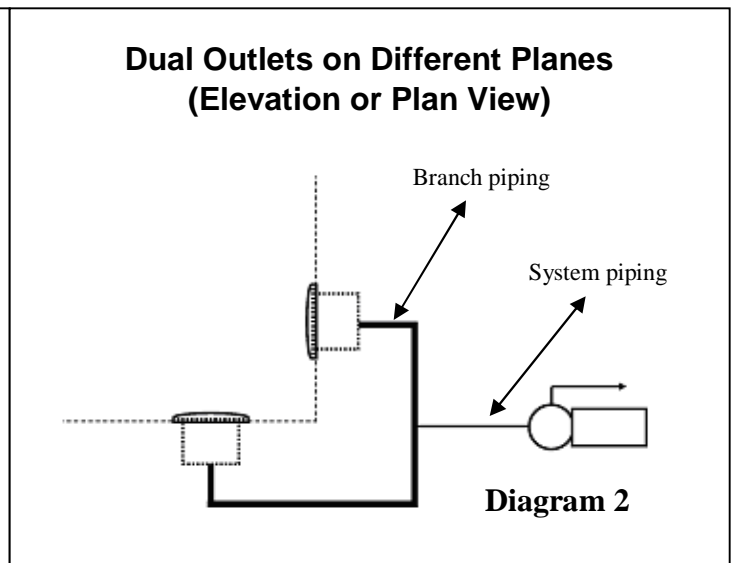 Dual Outlets on Different Planes
(Elevation or Plan View)
Branch piping
System piping
Diagram 2